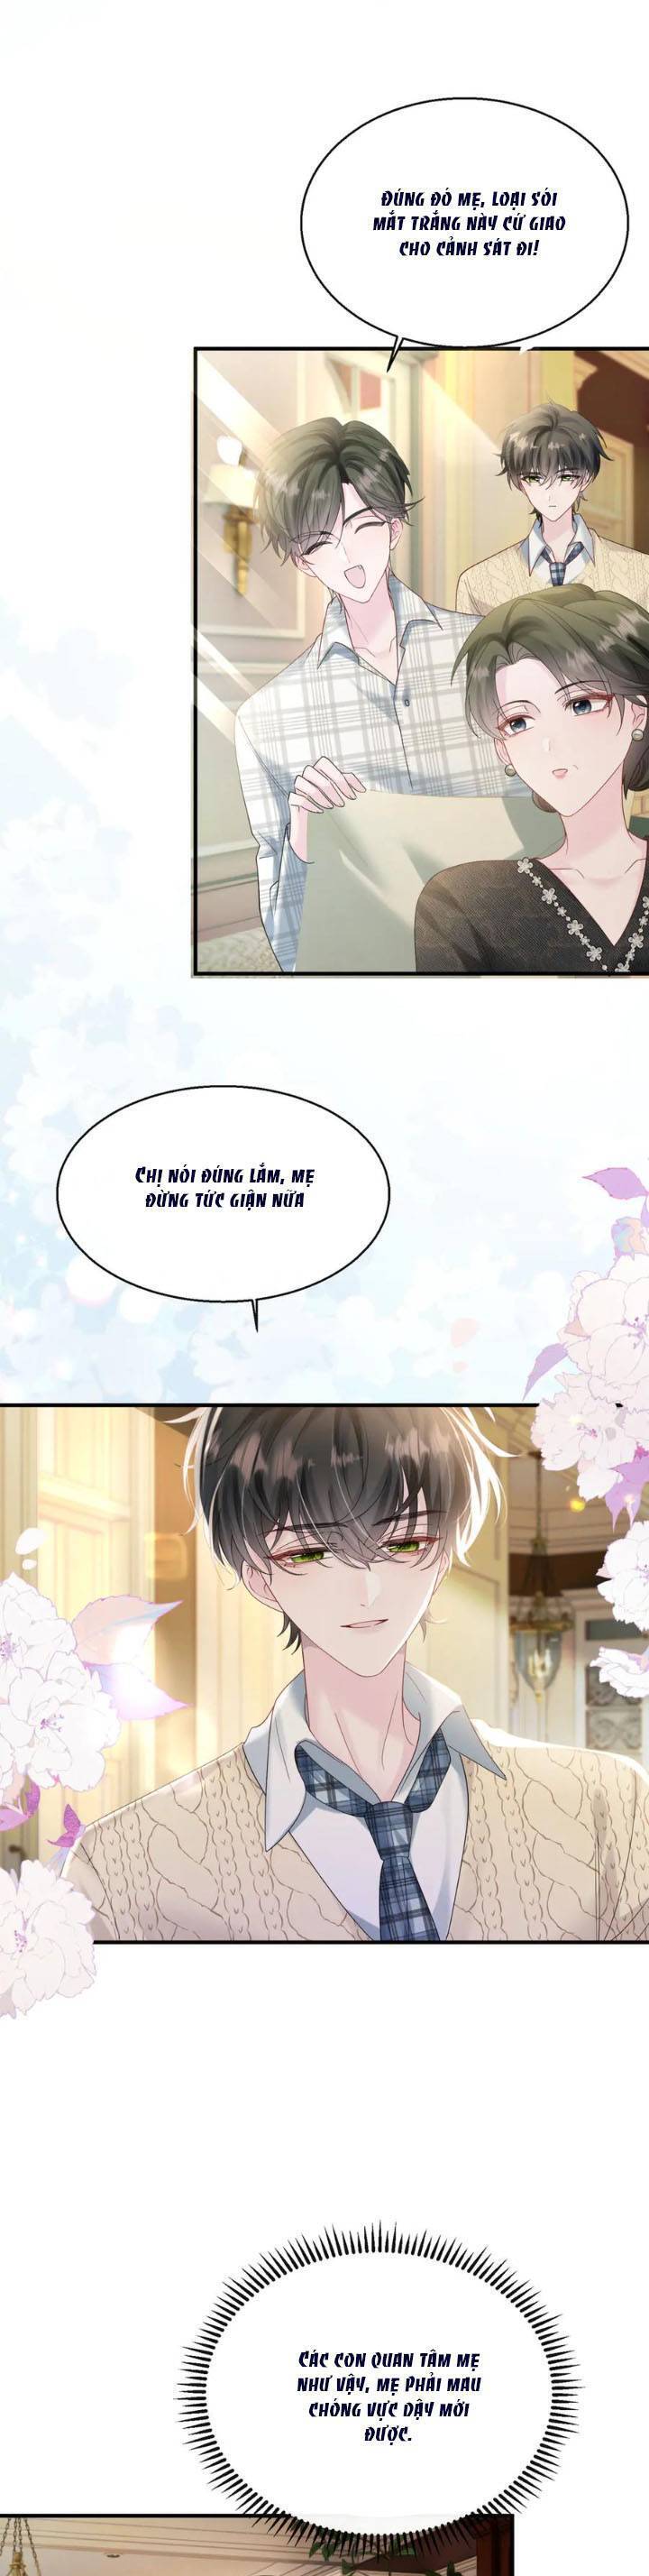 Đúng đó mẹ, loại sói
mắt trắng này cứ giao
cho cảnh sát đi!
Chị nói đúng lắm, mẹ
đừng tức giận nữa
Các con quan tâm mẹ
như vậy, mẹ phải mau
chóng vực dậy mới
được.